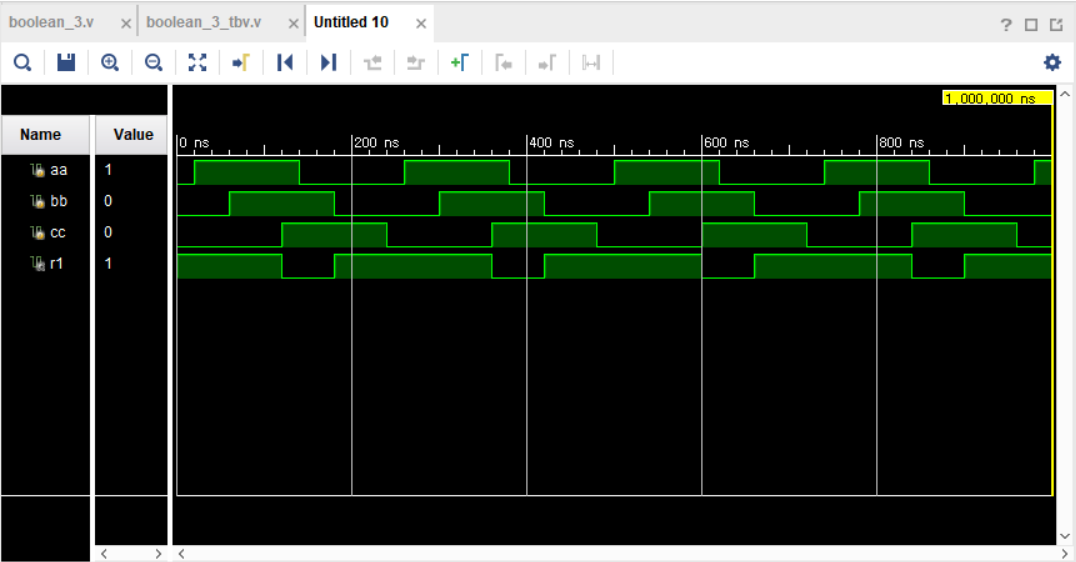 boolean_3.v × boolean_3_tbv.v × Untitled 10 × ?
1,000,000 ns
Name Value 0 ns 200 ns 400 ns 600 ns 800 ns
aa 1
bb 0
cc 0
r1 1